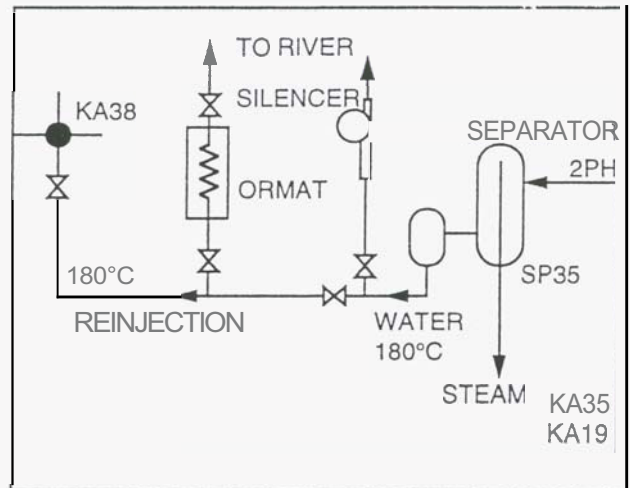 TO RIVER
KA38
SILENCER
SEPARATOR
2PH
ORMAT
180°C
SP35
REINJECTION
WATER
180°C
STEAM
KA35
KA19